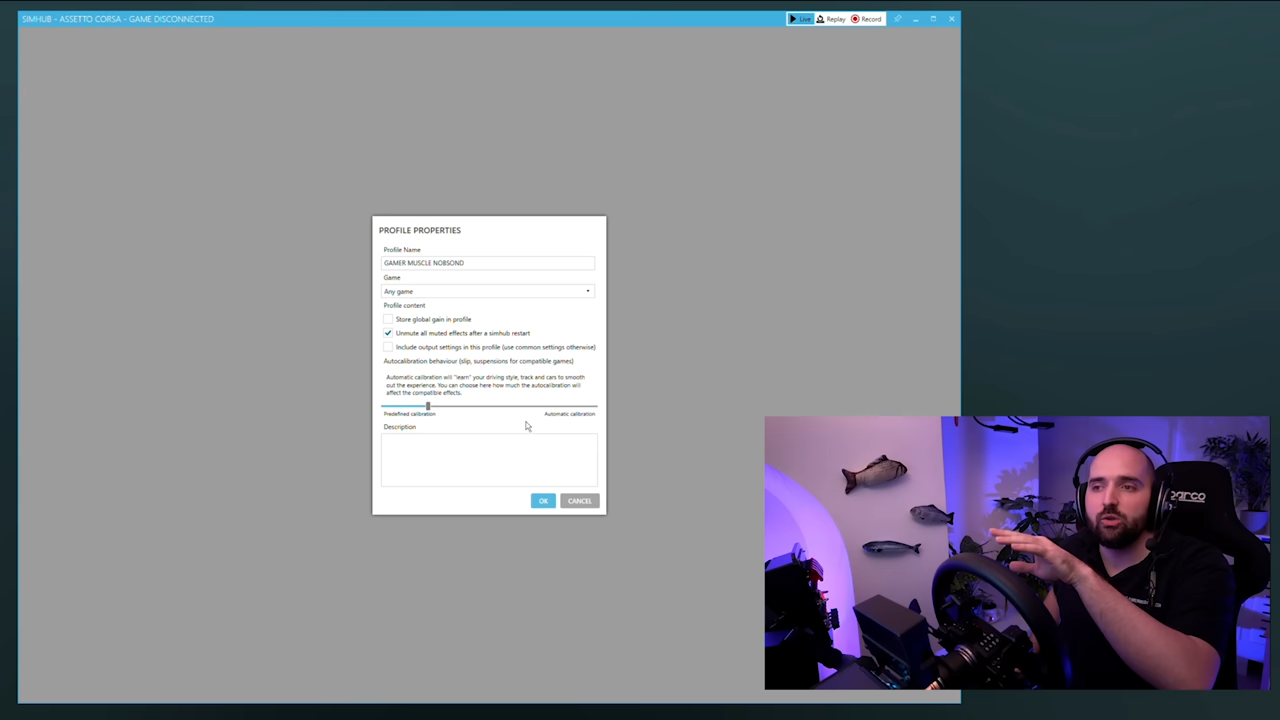 SIMHUB - ASSETTO CORSA - GAME DISCONNECTED
Live Replay Record
PROFILE PROPERTIES
Profile Name
GAMER MUSCLE NOBSOND
Game
Any game
Profile content
Store global gain in profile
Unmute all muted effects after a simhub restart
Include output settings in this profile (use common settings otherwise)
Autocalibration behaviour (slip, suspensions for compatible games)
Automatic calibration will "learn" your driving style, track and cars to smooth
out the experience. You can choose here how much the autocalibration will
affect the compatible effects.
Predefined calibration Automatic calibration
Description
OK CANCEL
sparco